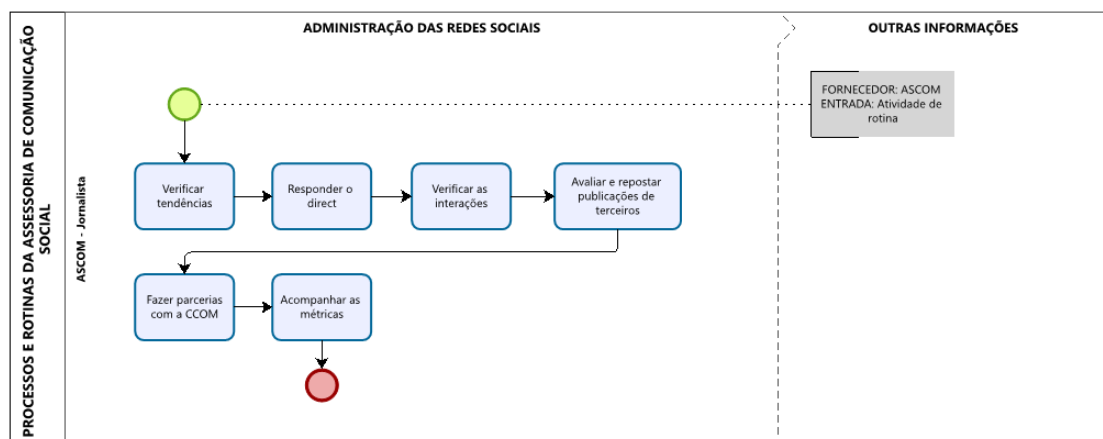 PROCESSOS E ROTINAS DA ASSESSORIA DE COMUNICAÇÃO
SOCIAL
ASCOM - Jornalista
ADMINISTRAÇÃO DAS REDES SOCIAIS
OUTRAS INFORMAÇÕES
FORNECEDOR: ASCOM
ENTRADA: Atividade de
rotina
Verificar
tendências
Responder o
direct
Verificar as
interações
Avaliar e repostar
publicações de
terceiros
Fazer parcerias
com a CCOM
Acompanhar as
métricas